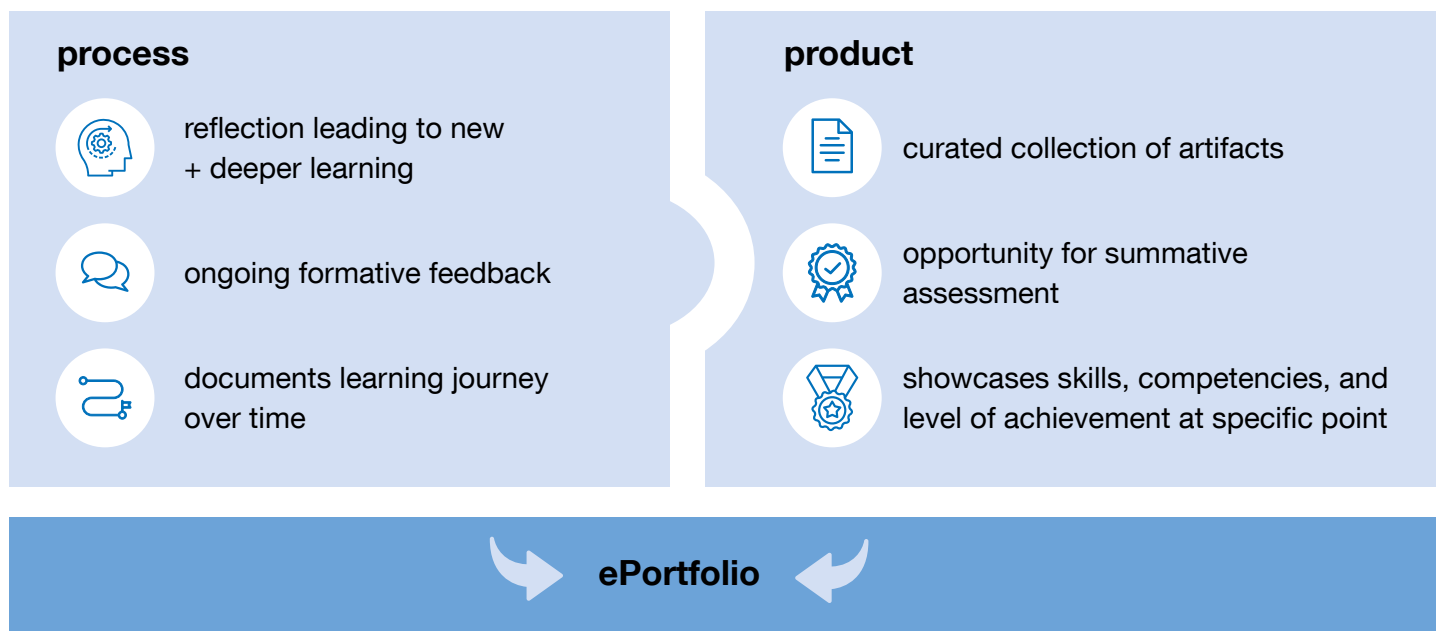 process
reflection leading to new
+ deeper learning
ongoing formative feedback
documents learning journey
over time
product
curated collection of artifacts
opportunity for summative
assessment
showcases skills, competencies, and
level of achievement at specific point
ePortfolio